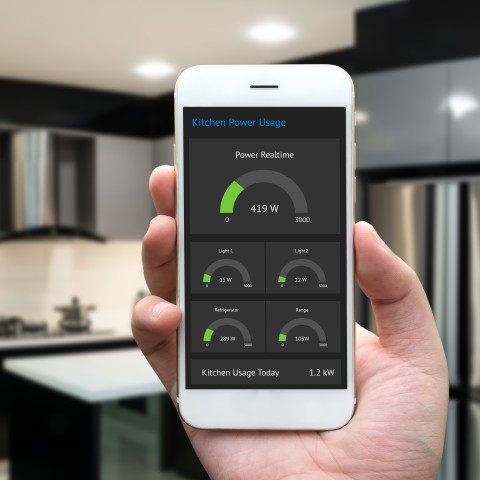 Kitchen Power Usage
Power Realtime
419 W
0 3000
Light 1 Light2
15 W 12 W
0 3000 0 3000
Refrigerator Range
289 W 103W
0 3000 0 3000
Kitchen Usage Today 1.2 kW